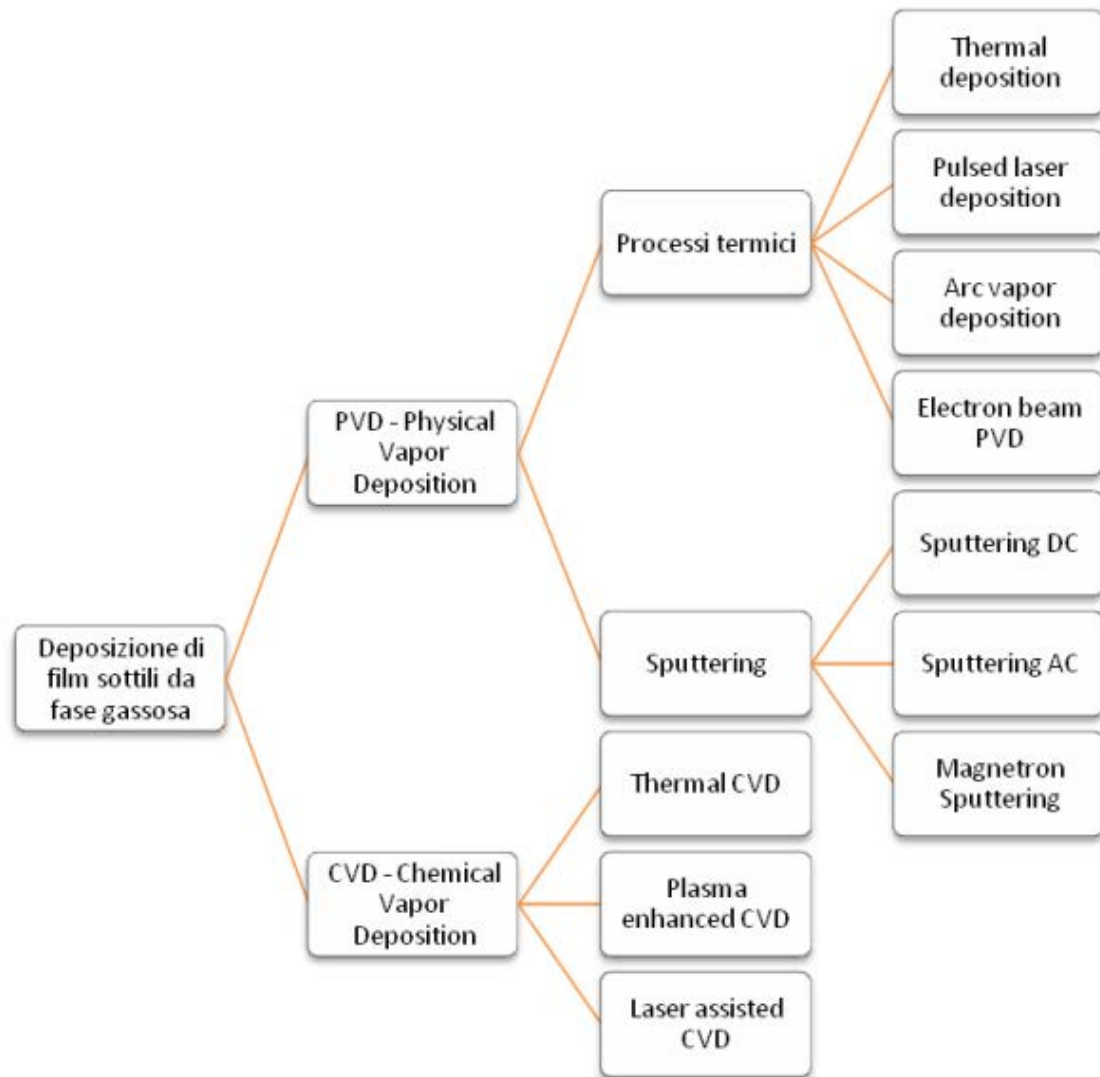 Deposizione di
film sottili da
fase gassosa
PVD - Physical
Vapor
Deposition
Processi termici
Thermal
deposition
Pulsed laser
deposition
Arc vapor
deposition
Electron beam
PVD
Sputtering
Sputtering DC
Sputtering AC
Magnetron
Sputtering
CVD - Chemical
Vapor
Deposition
Thermal CVD
Plasma
enhanced CVD
Laser assisted
CVD